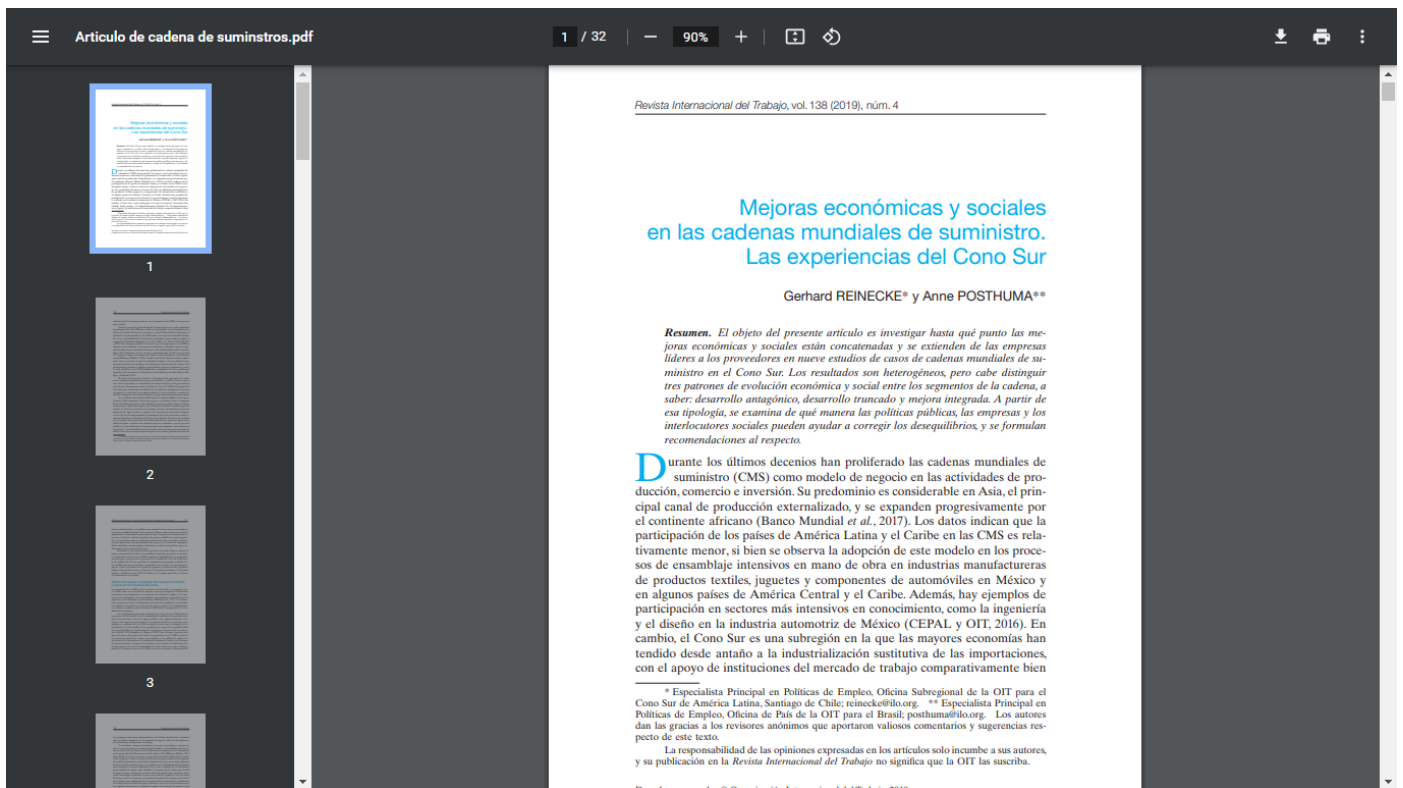 Articulo de cadena de suminstros.pdf
1 / 32
90%
1
2
3
Revista Internacional del Trabajo, vol. 138 (2019), núm. 4
Mejoras económicas y sociales
en las cadenas mundiales de suministro.
Las experiencias del Cono Sur
Gerhard REINECKE* y Anne POSTHUMA**
Resumen. El objeto del presente artículo es investigar hasta qué punto las me-
joras económicas y sociales están concatenadas y se extienden de las empresas
líderes a los proveedores en nueve estudios de casos de cadenas mundiales de su-
ministro en el Cono Sur. Los resultados son heterogéneos, pero cabe distinguir
tres patrones de evolución económica y social entre los segmentos de la cadena, a
saber: desarrollo antagónico, desarrollo truncado y mejora integrada. A partir de
esa tipología, se examina de qué manera las políticas públicas, las empresas y los
interlocutores sociales pueden ayudar a corregir los desequilibrios, y se formulan
recomendaciones al respecto.
Durante los últimos decenios han proliferado las cadenas mundiales de
suministro (CMS) como modelo de negocio en las actividades de pro-
ducción, comercio e inversión. Su predominio es considerable en Asia, el prin-
cipal canal de producción externalizado, y se expanden progresivamente por
el continente africano (Banco Mundial et al., 2017). Los datos indican que la
participación de los países de América Latina y el Caribe en las CMS es rela-
tivamente menor, si bien se observa la adopción de este modelo en los proce-
sos de ensamblaje intensivos en mano de obra en industrias manufactureras
de productos textiles, juguetes y componentes de automóviles en México y
en algunos países de América Central y el Caribe. Además, hay ejemplos de
participación en sectores más intensivos en conocimiento, como la ingeniería
y el diseño en la industria automotriz de México (CEPAL y OIT, 2016). En
cambio, el Cono Sur es una subregión en la que las mayores economías han
tendido desde antaño a la industrialización sustitutiva de las importaciones,
con el apoyo de instituciones del mercado de trabajo comparativamente bien
* Especialista Principal en Políticas de Empleo, Oficina Subregional de la OIT para el
Cono Sur de América Latina, Santiago de Chile; reinecke@ilo.org. ** Especialista Principal en
Políticas de Empleo, Oficina de País de la OIT para el Brasil; posthuma@ilo.org. Los autores
dan las gracias a los revisores anónimos que aportaron valiosos comentarios y sugerencias res-
pecto de este texto.
La responsabilidad de las opiniones expresadas en los artículos solo incumbe a sus autores,
y su publicación en la Revista Internacional del Trabajo no significa que la OIT las suscriba.